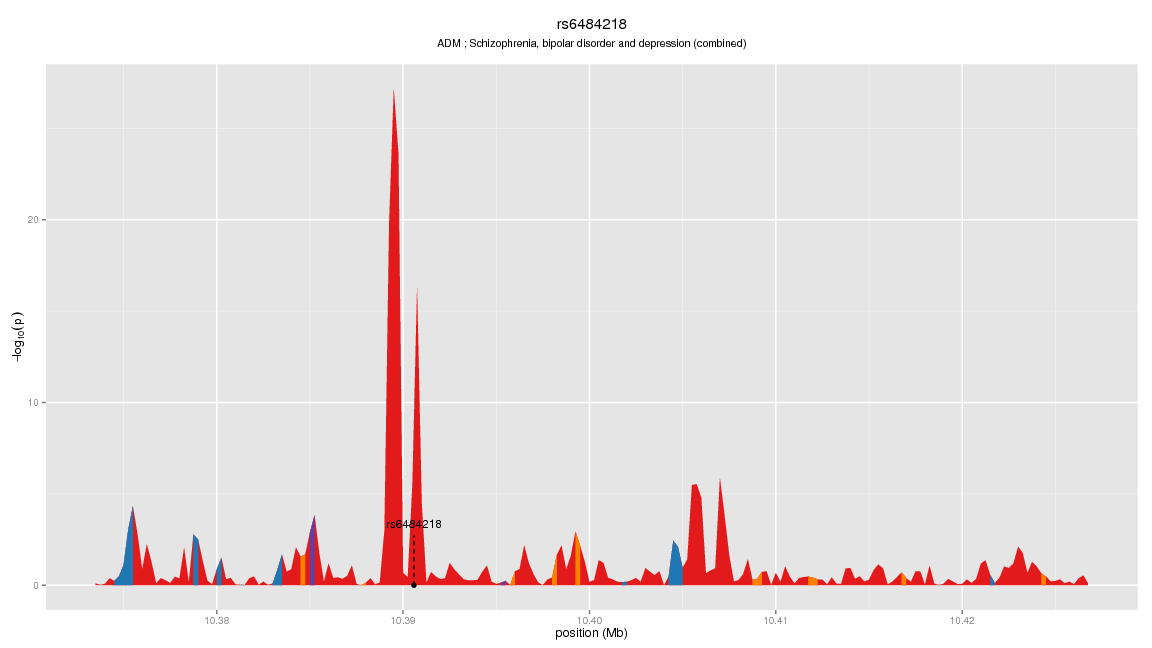 rs6484218
ADM ; Schizophrenia, bipolar disorder and depression (combined)
−log10(p)
20
10
0
rs6484218
10.38 10.39 10.40 10.41 10.42
position (Mb)